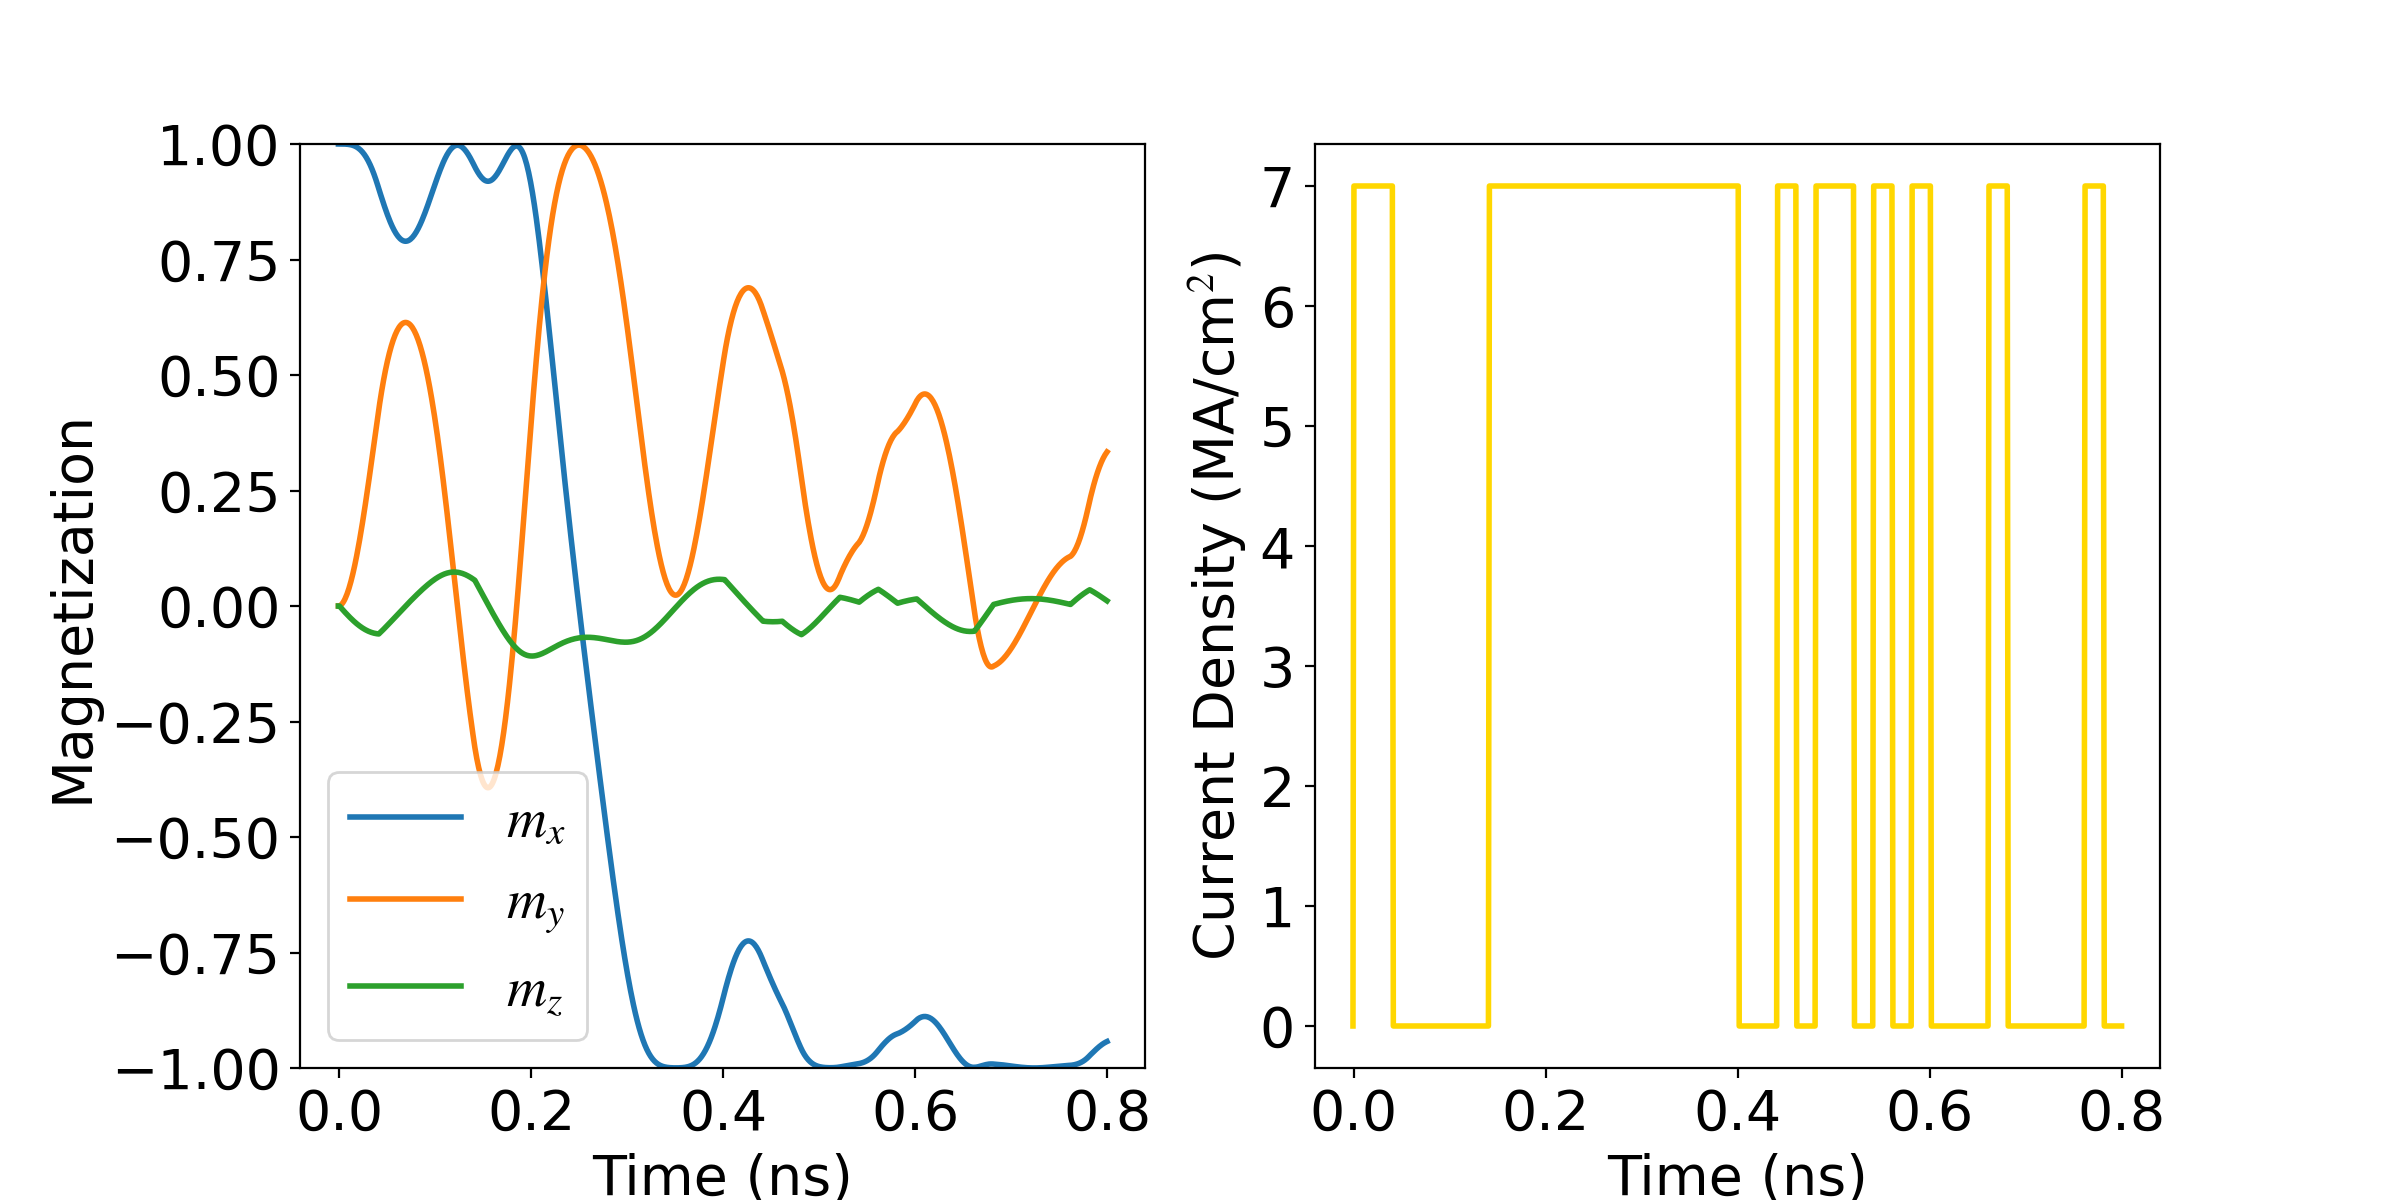 Magnetization
1.00
0.75
0.50
0.25
0.00
−0.25
−0.50
−0.75
−1.00
m_x
m_y
m_z
0.0 0.2 0.4 0.6 0.8
Time (ns)
Current Density (MA/cm²)
7
6
5
4
3
2
1
0
0.0 0.2 0.4 0.6 0.8
Time (ns)